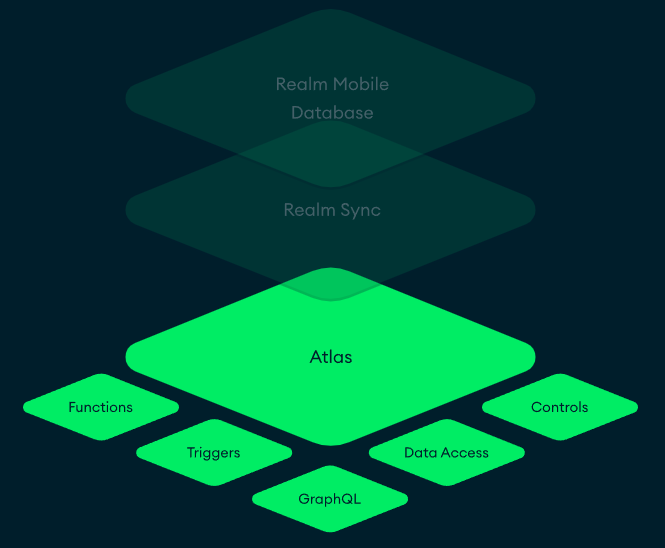 Realm Mobile
Database
Realm Sync
Atlas
Functions
Controls
Triggers
Data Access
GraphQL